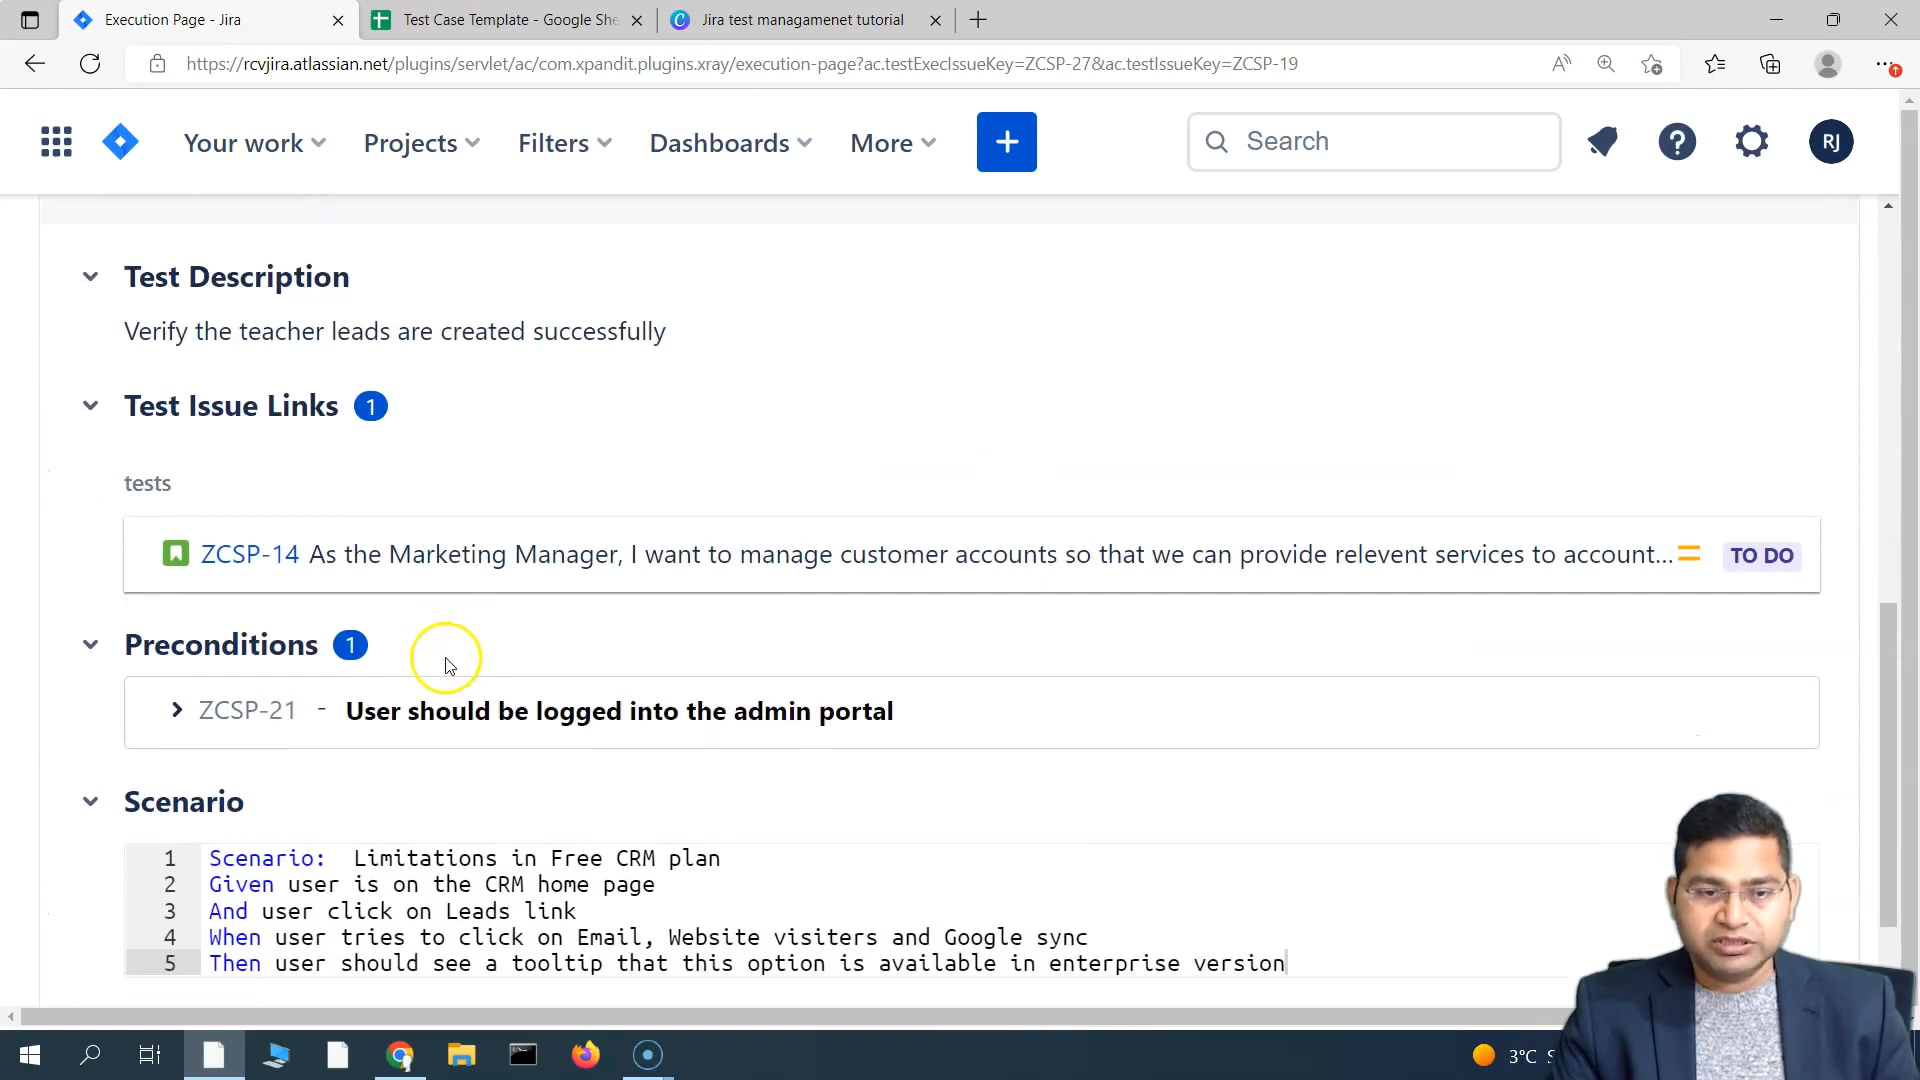 Execution Page - Jira
Test Case Template - Google She
Jira test managamenet tutorial
https://rcvjira.atlassian.net/plugins/servlet/ac/com.xpandit.plugins.xray/execution-page?ac.testExecIssueKey=ZCSP-27&ac.testIssueKey=ZCSP-19
Your work
Projects
Filters
Dashboards
More
Search
RJ
Test Description
Verify the teacher leads are created successfully
Test Issue Links 1
tests
ZCSP-14 As the Marketing Manager, I want to manage customer accounts so that we can provide relevent services to account... TO DO
Preconditions 1
ZCSP-21 - User should be logged into the admin portal
Scenario
1 Scenario: Limitations in Free CRM plan
2 Given user is on the CRM home page
3 And user click on Leads link
4 When user tries to click on Email, Website visiters and Google sync
5 Then user should see a tooltip that this option is available in enterprise version
3°C